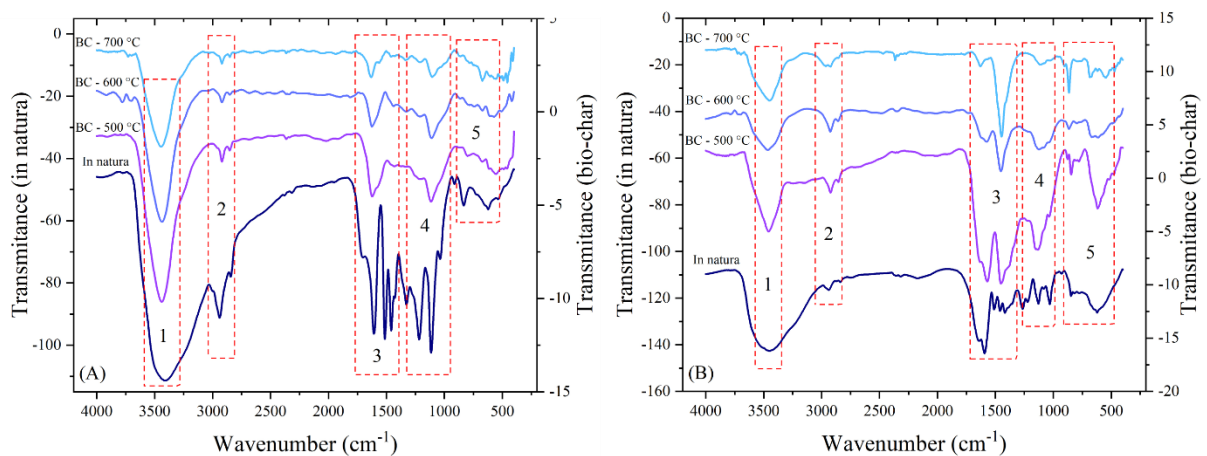 Transmitance (in natura)
0
-20
-40
-60
-80
-100
BC - 700 °C
BC - 600 °C
BC - 500 °C
In natura
1
2
3
4
5
(A)
5
0
-5
-10
-15
Transmitance (bio-char)
4000 3500 3000 2500 2000 1500 1000 500
Wavenumber (cm-1)
Transmitance (in natura)
0
-20
-40
-60
-80
-100
-120
-140
-160
BC - 700 °C
BC - 600 °C
BC - 500 °C
In natura
1
2
3
4
5
(B)
15
10
5
0
-5
-10
-15
-20
Transmitance (bio-char)
4000 3500 3000 2500 2000 1500 1000 500
Wavenumber (cm-1)